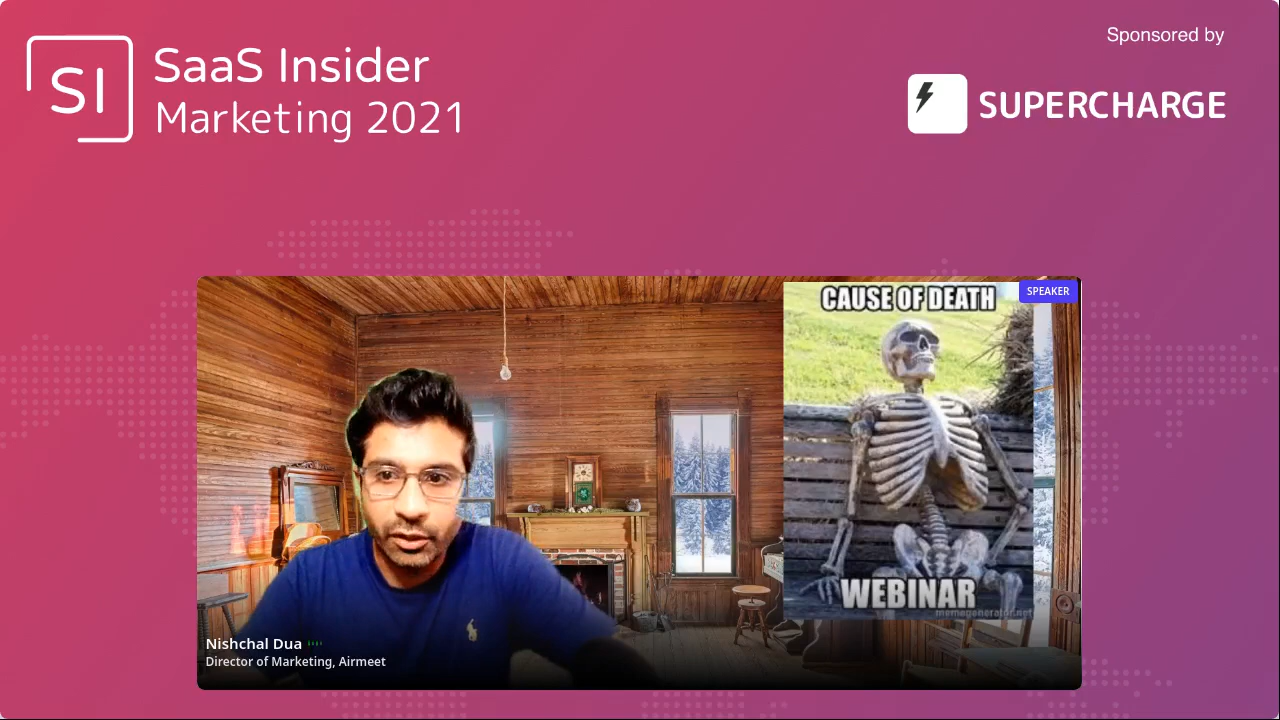 SI
SaaS Insider
Marketing 2021
Sponsored by
SUPERCHARGE
SPEAKER
CAUSE OF DEATH
WEBINAR
memegenerator.net
Nishchal Dua
Director of Marketing, Airmeet